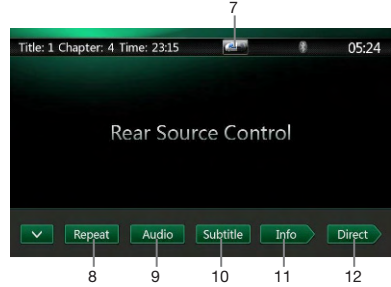 7
Title: 1 Chapter: 4 Time: 23:15 05:24
Rear Source Control
Repeat Audio Subtitle Info Direct
8 9 10 11 12